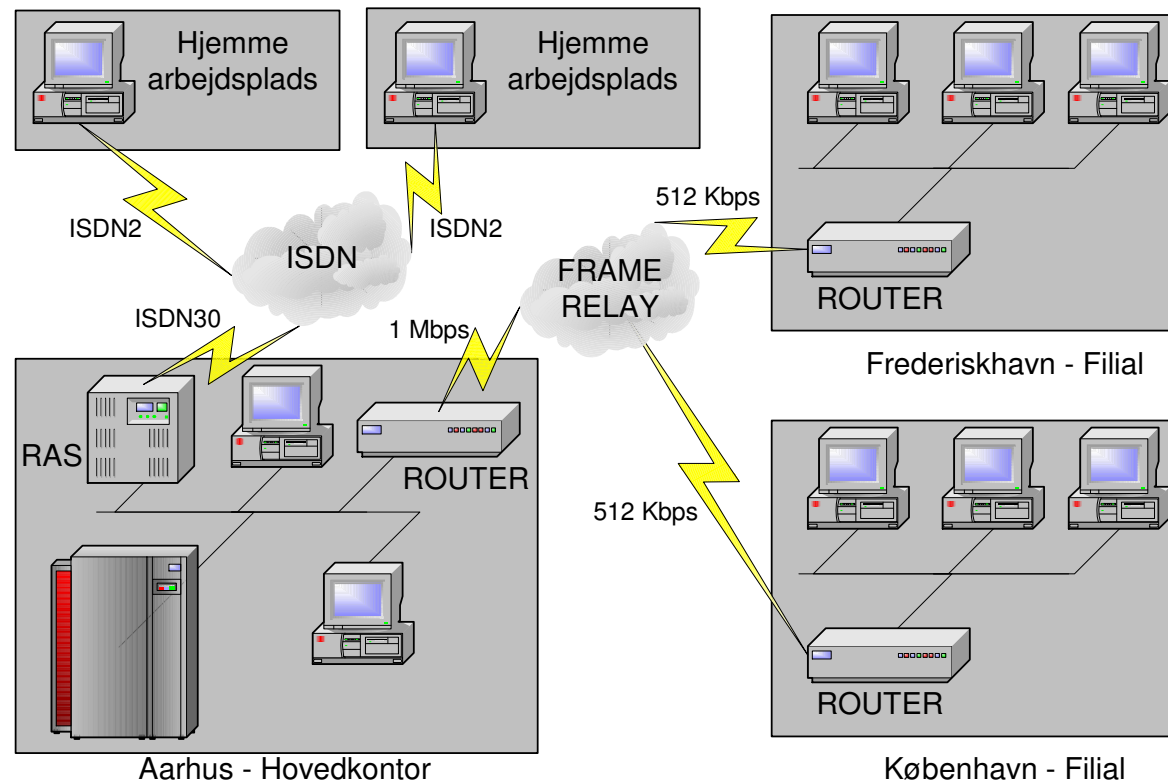 Hjemme
arbejdsplads
Hjemme
arbejdsplads
ISDN2
ISDN2
ISDN
ISDN30
1 Mbps
FRAME
RELAY
512 Kbps
512 Kbps
RAS
ROUTER
Aarhus - Hovedkontor
ROUTER
Frederiskhavn - Filial
ROUTER
København - Filial